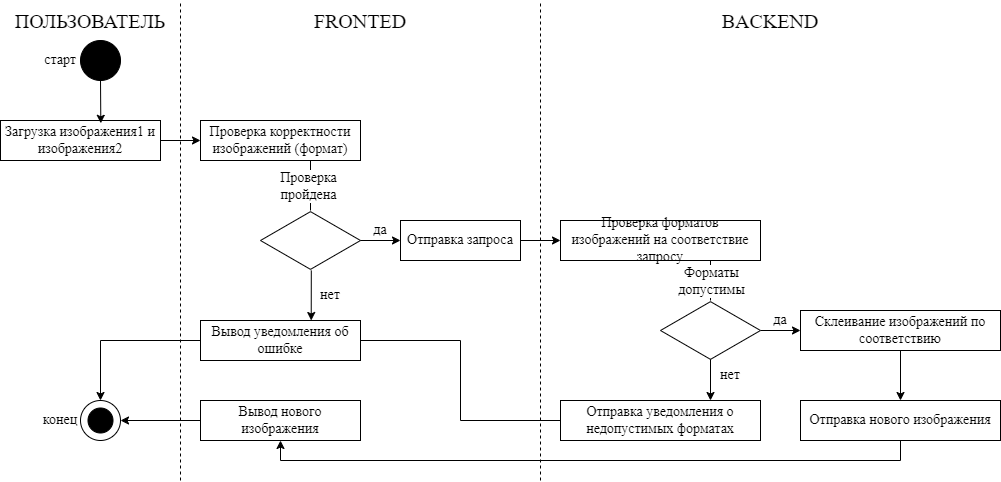 ПОЛЬЗОВАТЕЛЬ
FRONTED
BACKEND
старт
Загрузка изображения1 и
изображения2
Проверка корректности
изображений (формат)
Проверка
пройдена
да
Отправка запроса
Проверка форматов
изображений на соответствие
запросу
Форматы
допустимы
нет
да
Склеивание изображений по
соответствию
Вывод уведомления об
ошибке
нет
конец
Вывод нового
изображения
Отправка уведомления о
недопустимых форматах
Отправка нового изображения